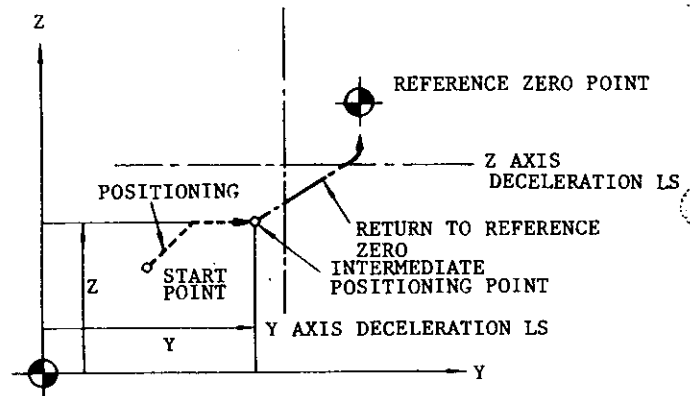 Z
REFERENCE ZERO POINT
Z AXIS
DECELERATION LS
POSITIONING
RETURN TO REFERENCE
ZERO
START
POINT
INTERMEDIATE
POSITIONING POINT
Z
Y AXIS DECELERATION LS
Y
Y